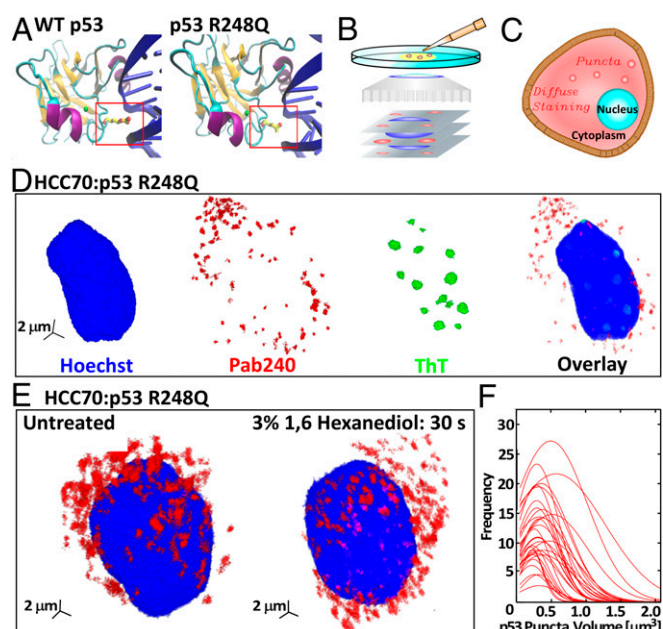 A WT p53
p53 R248Q
B
C
Puncta
Diffuse
Staining
Nucleus
Cytoplasm
D HCC70:p53 R248Q
2 μm
Hoechst
Pab240
ThT
Overlay
E HCC70:p53 R248Q
Untreated
3% 1,6 Hexanediol: 30 s
2 μm
2 μm
F
30
25
20
15
10
5
0
0.5
1.0
1.5
2.0
Frequency
p53 Puncta Volume [μm³]